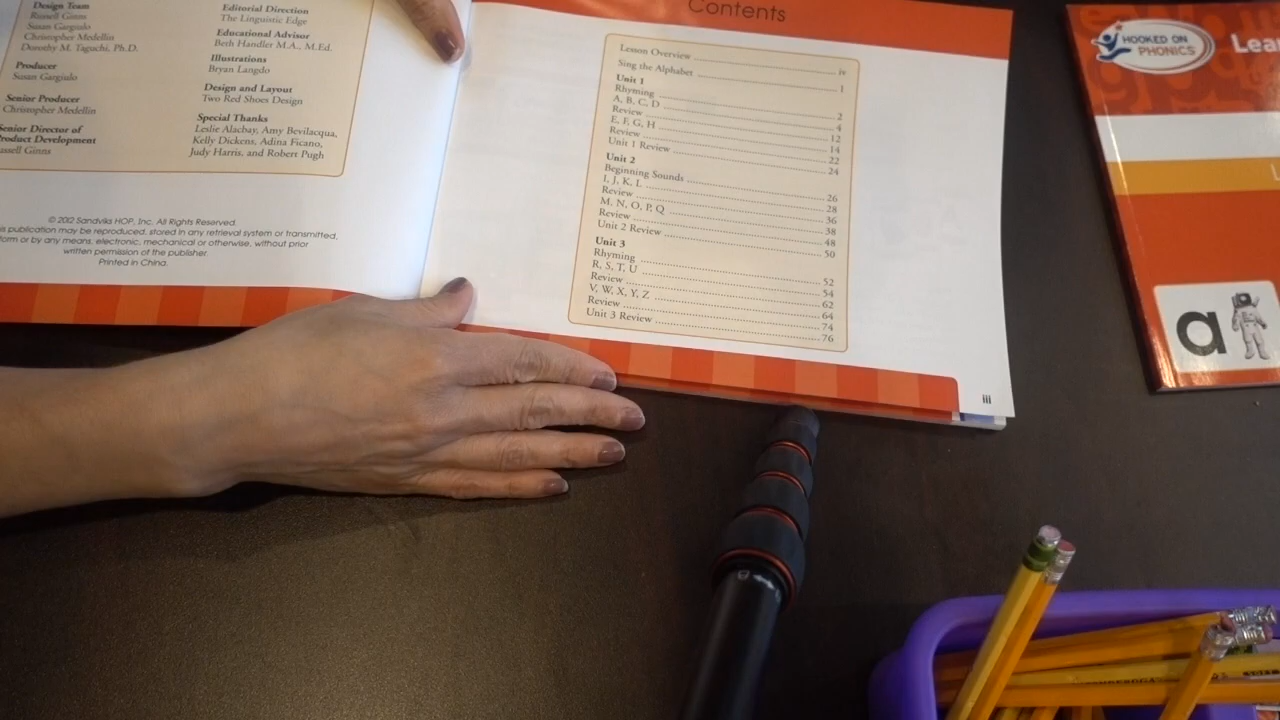 Design Team
Russell Ginns
Susan Gargiulo
Christopher Medellin
Dorothy M. Taguchi, Ph.D.
Producer
Susan Gargiulo
Senior Producer
Christopher Medellin
Senior Director of
Product Development
Russell Ginns
Editorial Direction
The Linguistic Edge
Educational Advisor
Beth Handler M.A., M.Ed.
Illustrations
Bryan Langdo
Design and Layout
Two Red Shoes Design
Special Thanks
Leslie Alachay, Amy Bevilacqua,
Kelly Dickens, Adina Ficano,
Judy Harris, and Robert Pugh
© 2012 Sandviks HOP, Inc. All Rights Reserved.
is publication may be reproduced, stored in any retrieval system or transmitted,
form or by any means, electronic, mechanical or otherwise, without prior
written permission of the publisher.
Printed in China.
Contents
Lesson Overview iv
Sing the Alphabet 1
Unit 1
Rhyming 2
A, B, C, D 4
Review 12
E, F, G, H 14
Review 22
Unit 1 Review 24
Unit 2
Beginning Sounds 26
I, J, K, L 28
Review 36
M, N, O, P, Q 38
Review 48
Unit 2 Review 50
Unit 3
Rhyming 52
R, S, T, U 54
Review 62
V, W, X, Y, Z 64
Review 74
Unit 3 Review 76
iii
HOOKED ON
PHONICS
Lea
L
a